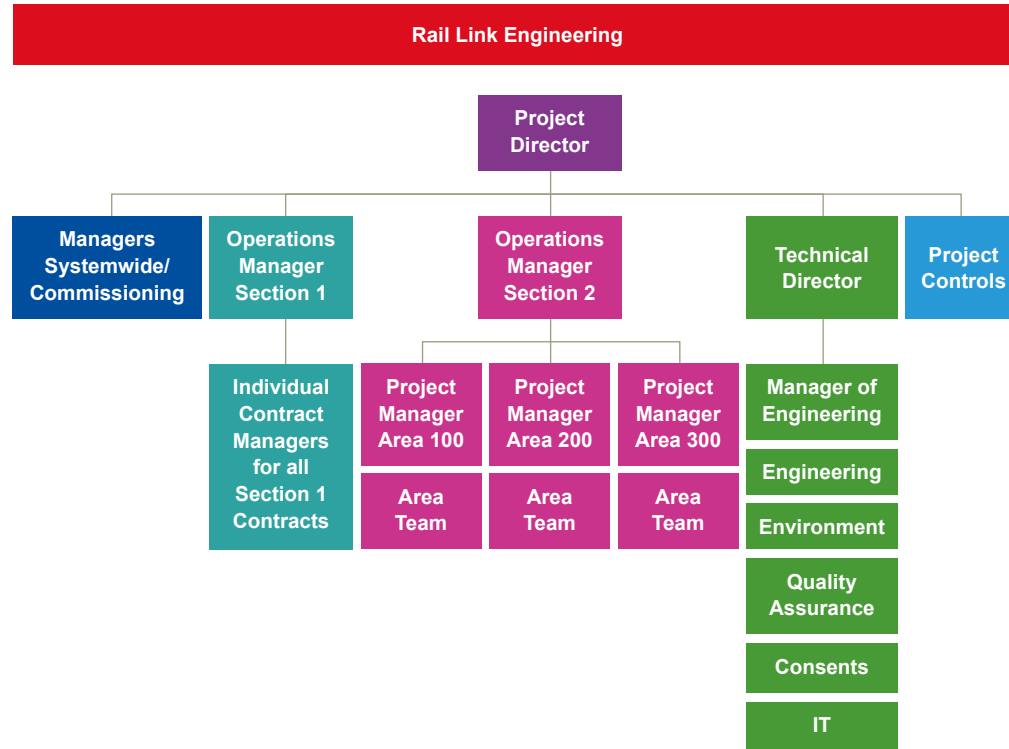 Rail Link Engineering
Project
Director
Managers
Systemwide/
Commissioning
Operations
Manager
Section 1
Operations
Manager
Section 2
Technical
Director
Project
Controls
Individual
Contract
Managers
for all
Section 1
Contracts
Project
Manager
Area 100
Project
Manager
Area 200
Project
Manager
Area 300
Area
Team
Area
Team
Area
Team
Manager of
Engineering
Engineering
Environment
Quality
Assurance
Consents
IT